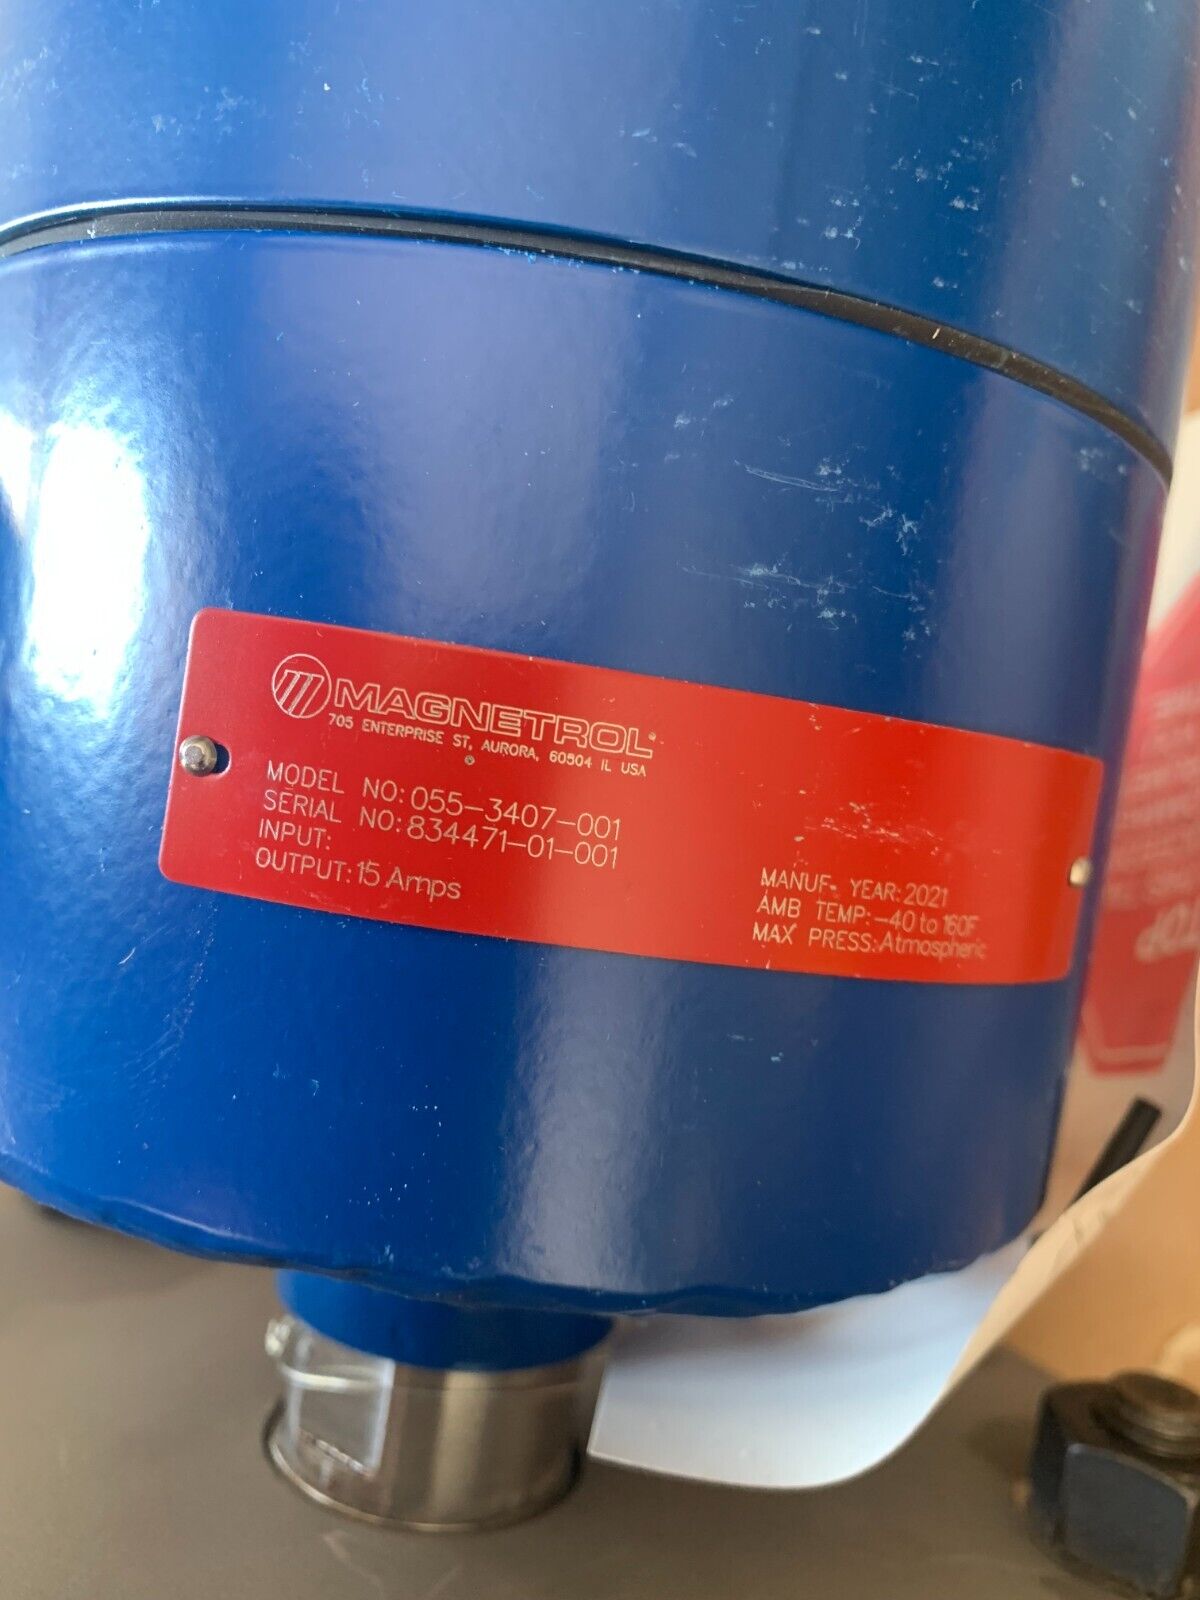 MAGNETROL
705 ENTERPRISE ST, AURORA, 60504 IL USA
®
MODEL NO: 055-3407-001
SERIAL NO: 834471-01-001
INPUT:
OUTPUT: 15 Amps
MANUF- YEAR: 2021
AMB TEMP: -40 to 160F
MAX PRESS: Atmospheric